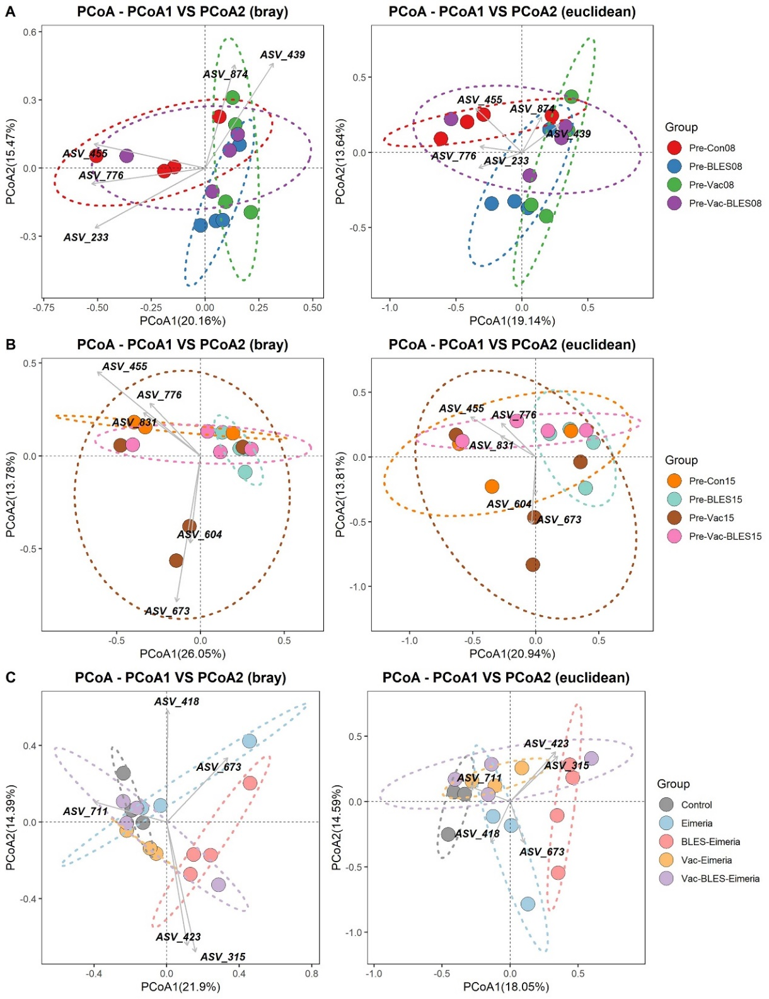 A
PCoA - PCoA1 VS PCoA2 (bray)
PCoA - PCoA1 VS PCoA2 (euclidean)
0.6
0.3
0.0
-0.3
PCoA2(15.47%)
ASV_439
ASV_874
ASV_455
ASV_776
ASV_233
-0.75
-0.50
-0.25
0.00
0.25
0.50
PCoA1(20.16%)
0.5
0.0
-0.5
PCoA2(13.64%)
ASV_455
ASV_874
ASV_439
ASV_776
ASV_233
-1.0
-0.5
0.0
0.5
PCoA1(19.14%)
Group
Pre-Con08
Pre-BLES08
Pre-Vac08
Pre-Vac-BLES08
B
PCoA - PCoA1 VS PCoA2 (bray)
PCoA - PCoA1 VS PCoA2 (euclidean)
0.5
0.0
-0.5
PCoA2(13.78%)
ASV_455
ASV_776
ASV_831
ASV_604
ASV_673
-0.5
0.0
0.5
PCoA1(26.05%)
0.5
0.0
-0.5
-1.0
PCoA2(13.81%)
ASV_455
ASV_776
ASV_831
ASV_604
ASV_673
-1.0
-0.5
0.0
0.5
PCoA1(20.94%)
Group
Pre-Con15
Pre-BLES15
Pre-Vac15
Pre-Vac-BLES15
C
PCoA - PCoA1 VS PCoA2 (bray)
PCoA - PCoA1 VS PCoA2 (euclidean)
0.4
0.0
-0.4
PCoA2(14.39%)
ASV_418
ASV_673
ASV_711
ASV_423
ASV_315
-0.4
0.0
0.4
0.8
PCoA1(21.9%)
0.5
0.0
-0.5
-1.0
PCoA2(14.59%)
ASV_423
ASV_315
ASV_711
ASV_418
ASV_673
-1.0
-0.5
0.0
0.5
PCoA1(18.05%)
Group
Control
Eimeria
BLES-Eimeria
Vac-Eimeria
Vac-BLES-Eimeria